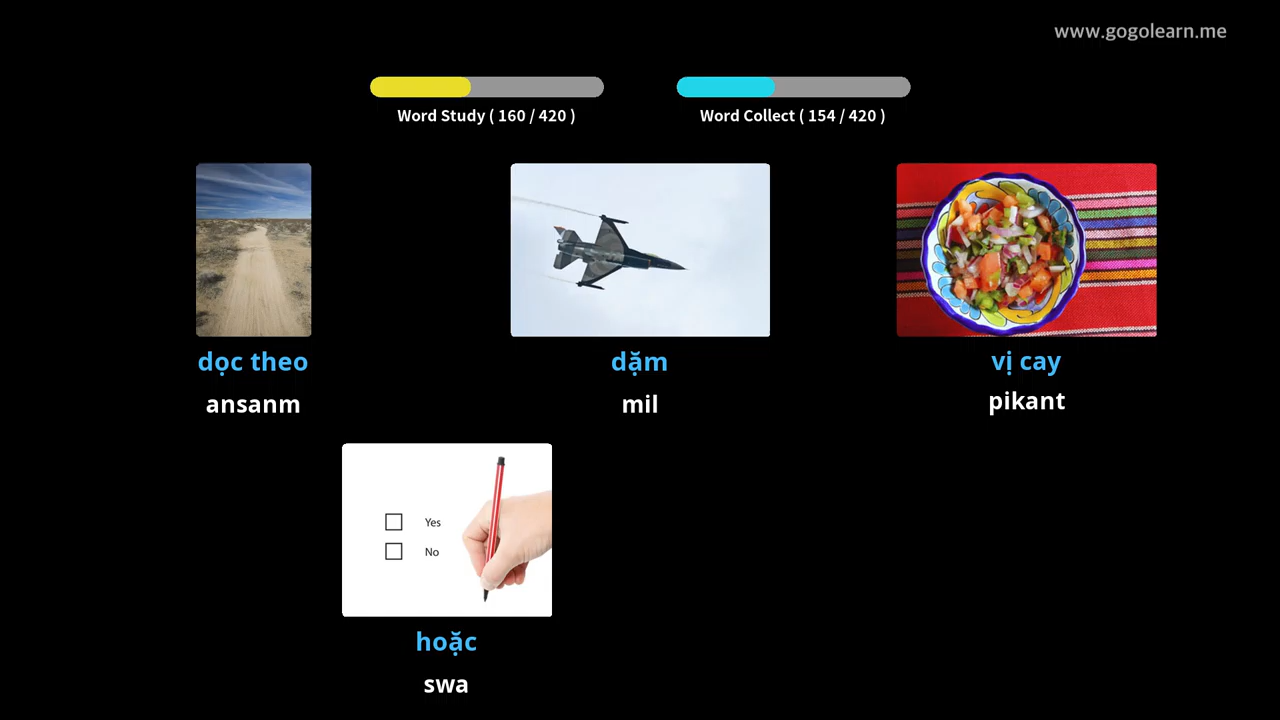 www.gogolearn.me
Word Study ( 160 / 420 )
Word Collect ( 154 / 420 )
dọc theo
ansanm
dặm
mil
vị cay
pikant
Yes
No
hoặc
swa